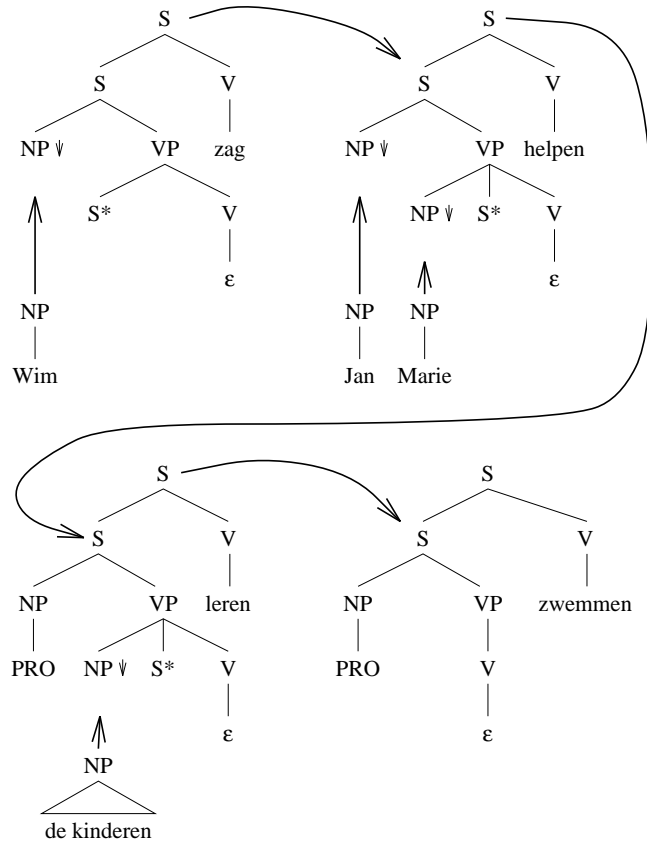 S S
S V S V
NP ↓ VP zag NP ↓ VP helpen
S* V NP ↓ S* V
ε ε
NP NP NP
Wim Jan Marie
S S
S V S V
NP VP leren NP VP zwemmen
PRO NP ↓ S* V PRO V
ε ε
NP
de kinderen